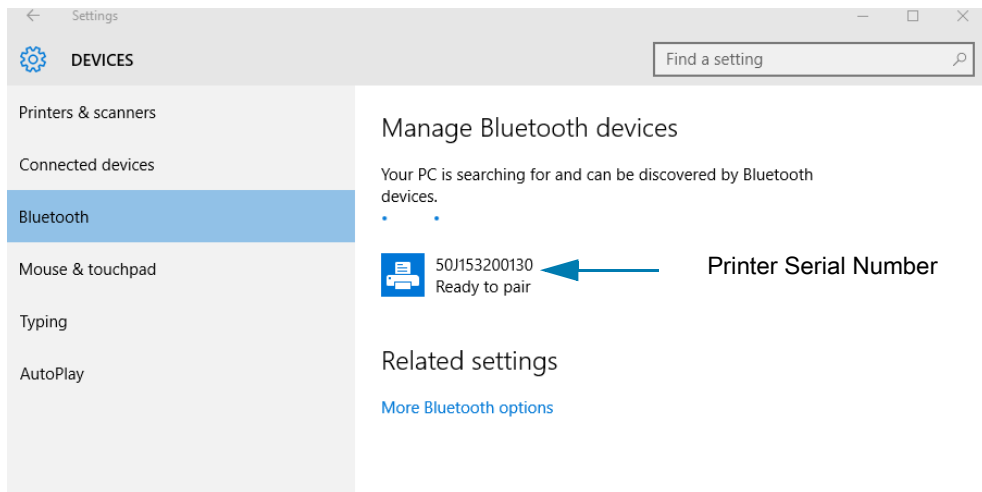 Settings
DEVICES
Find a setting
Printers & scanners
Connected devices
Bluetooth
Mouse & touchpad
Typing
AutoPlay
Manage Bluetooth devices
Your PC is searching for and can be discovered by Bluetooth
devices.
50J153200130
Ready to pair
Printer Serial Number
Related settings
More Bluetooth options